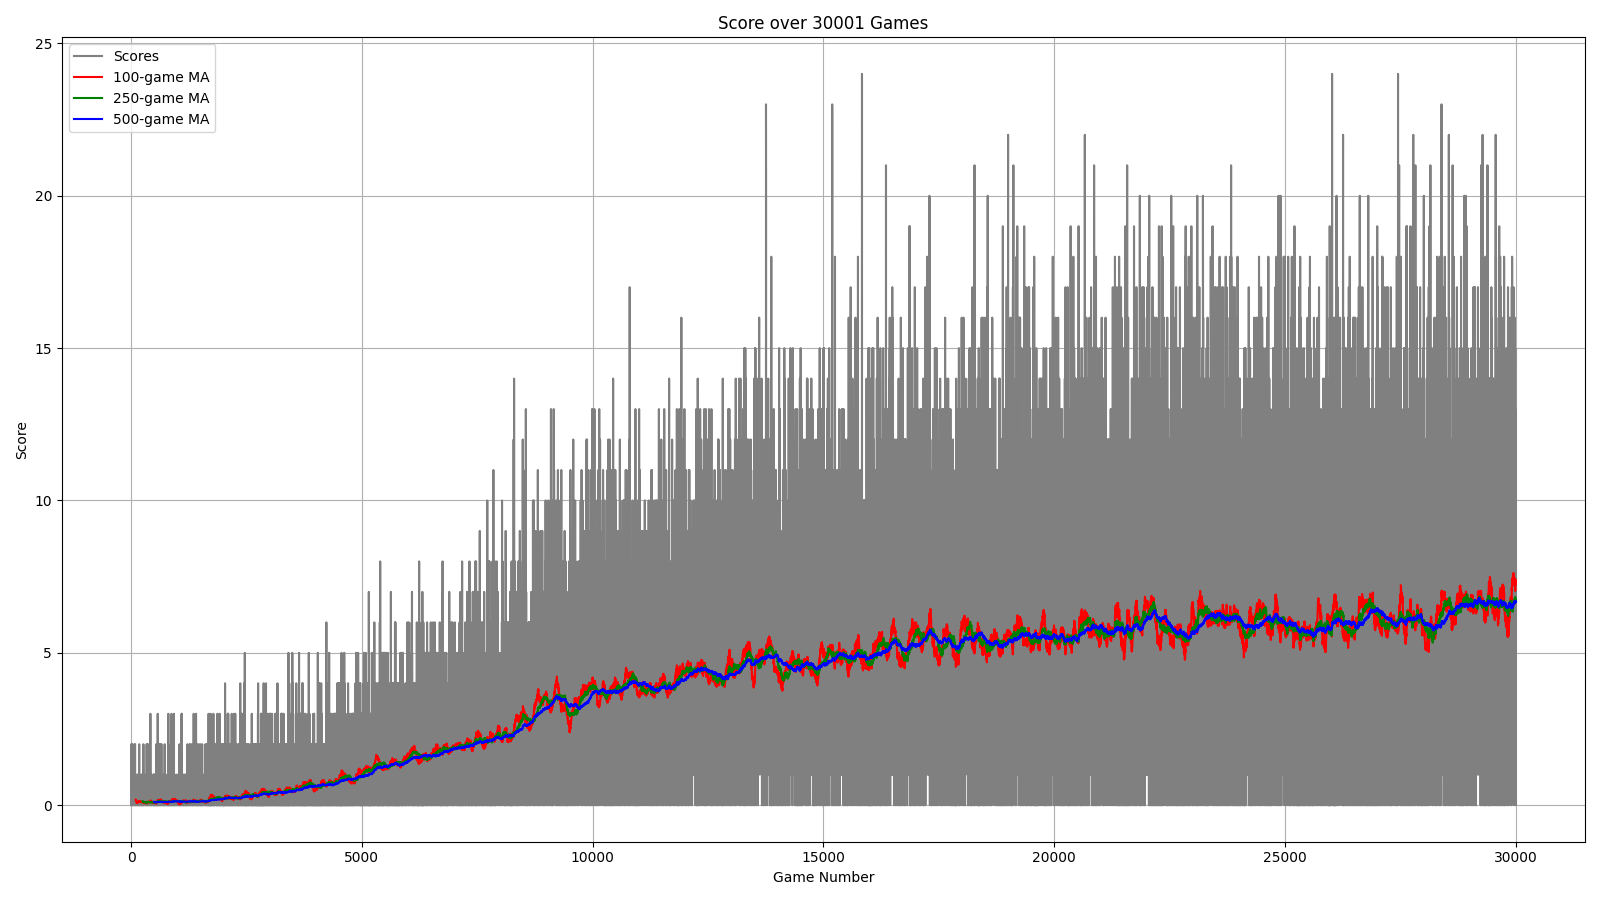 Score over 30001 Games
Scores
100-game MA
250-game MA
500-game MA
Score
25
20
15
10
5
0
0 5000 10000 15000 20000 25000 30000
Game Number